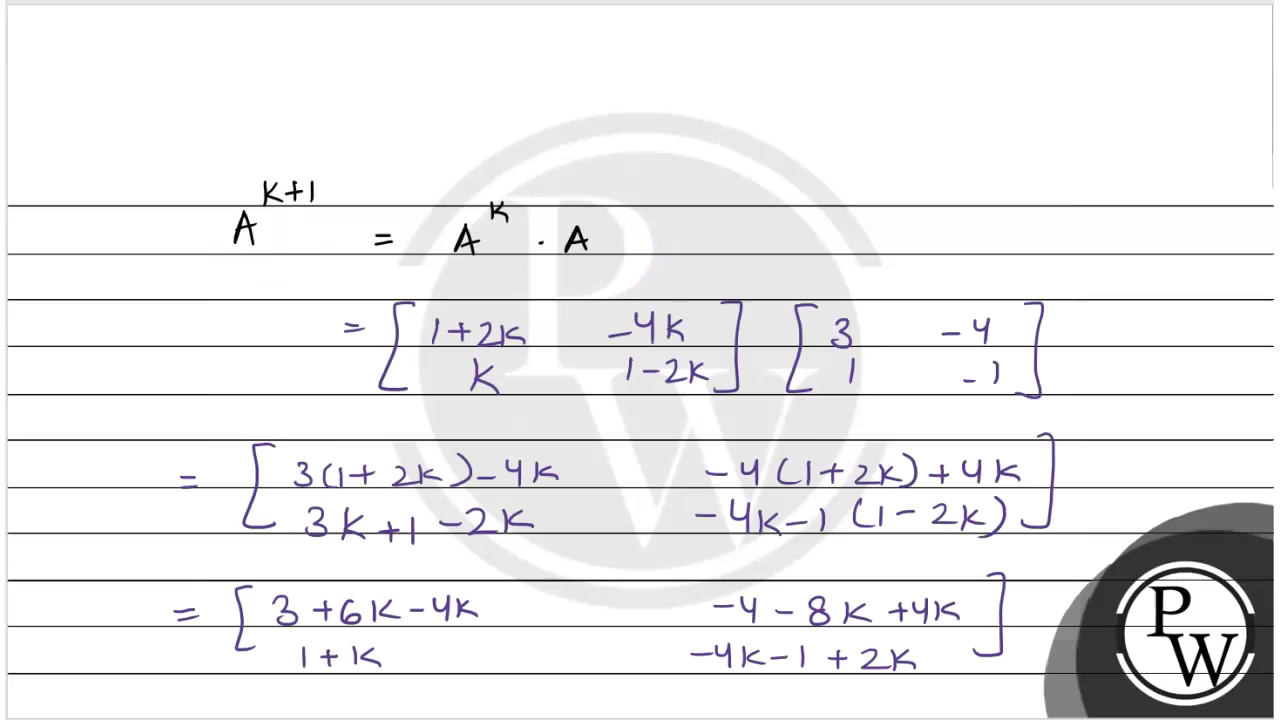 A^{K+1} = A^K . A
= [ 1+2K -4K ] [ 3 -4 ]
[ K 1-2K ] [ 1 -1 ]
= [ 3(1+2K)-4K -4(1+2K)+4K ]
[ 3K+1-2K -4K-1(1-2K) ]
= [ 3+6K-4K -4-8K+4K ]
[ 1+K -4K-1+2K ]
P
W
P
W